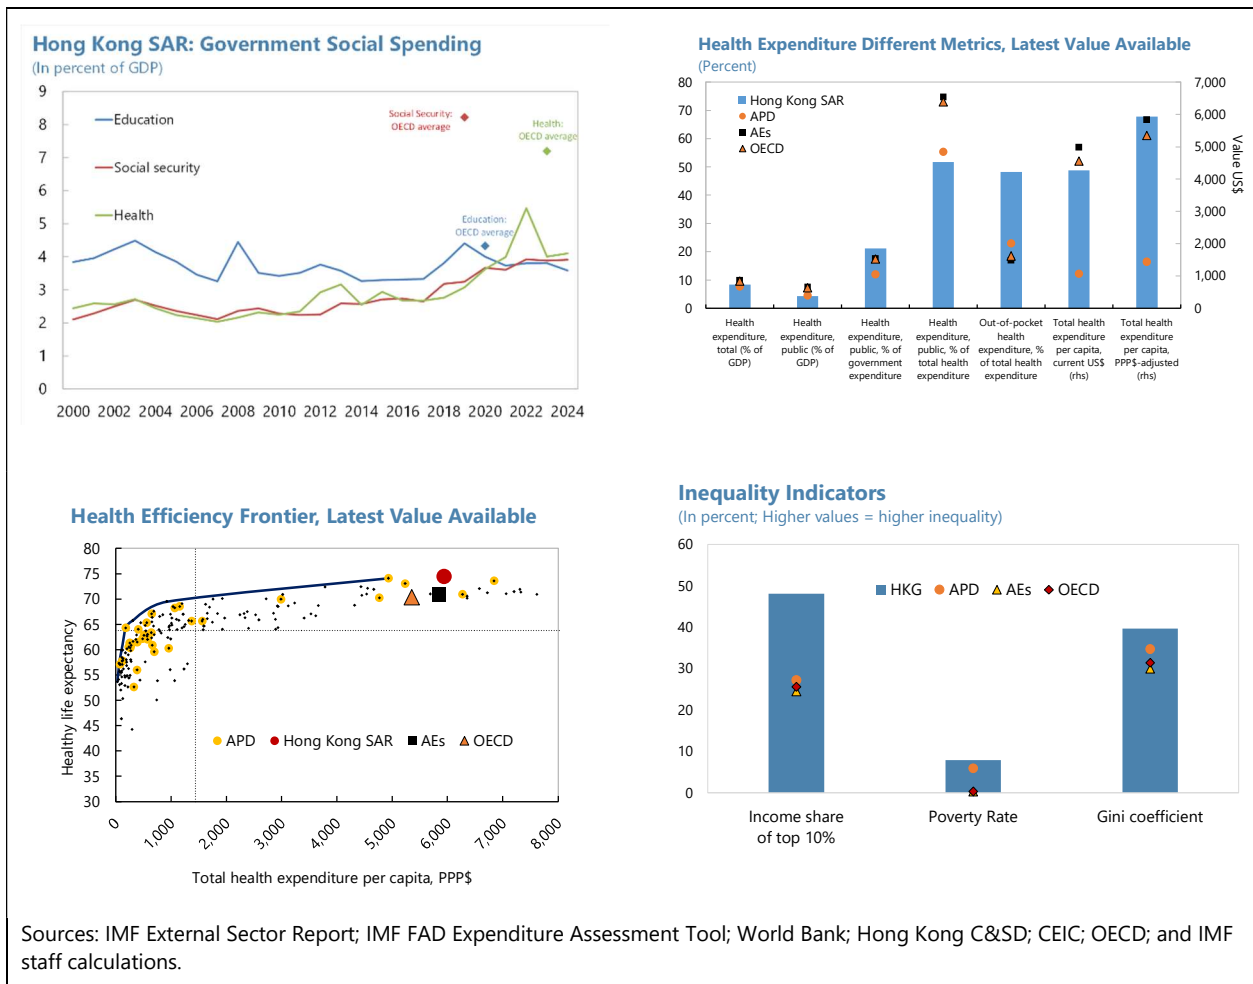 Hong Kong SAR: Government Social Spending
(In percent of GDP)
9
8
7
6
5
4
3
2
1
0
Education
Social security
Health
Social Security:
OECD average
Health:
OECD average
Education:
OECD average
2000 2002 2004 2006 2008 2010 2012 2014 2016 2018 2020 2022 2024
Health Expenditure Different Metrics, Latest Value Available
(Percent)
80
70
60
50
40
30
20
10
0
Hong Kong SAR
APD
AEs
OECD
7,000
6,000
5,000
4,000
3,000
2,000
1,000
0
Value US$
Health
expenditure,
total (% of
GDP)
Health
expenditure,
public (% of
GDP)
Health
expenditure,
public, % of
government
expenditure
Health
expenditure,
public, % of
total health
expenditure
Out-of-pocket
health
expenditure, %
of total health
expenditure
Total health
expenditure
per capita,
current US$
(rhs)
Total health
expenditure
per capita,
PPP$-adjusted
(rhs)
Health Efficiency Frontier, Latest Value Available
Healthy life expectancy
80
75
70
65
60
55
50
45
40
35
30
APD Hong Kong SAR AEs OECD
0 1,000 2,000 3,000 4,000 5,000 6,000 7,000 8,000
Total health expenditure per capita, PPP$
Inequality Indicators
(In percent; Higher values = higher inequality)
60
50
40
30
20
10
0
HKG APD AEs OECD
Income share
of top 10%
Poverty Rate
Gini coefficient
Sources: IMF External Sector Report; IMF FAD Expenditure Assessment Tool; World Bank; Hong Kong C&SD; CEIC; OECD; and IMF
staff calculations.